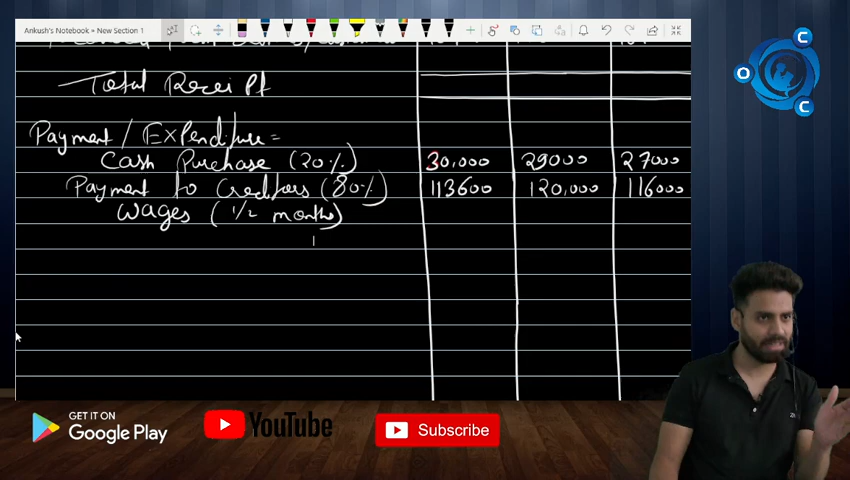 Ankush's Notebook » New Section 1
Total Receipt
Payment / Expenditure =
Cash Purchase (20%) 30,000 29000 27000
Payment to Creditors (80%) 113600 120,000 116000
Wages (1/2 months)
O C C
GET IT ON
Google Play
YouTube
Subscribe